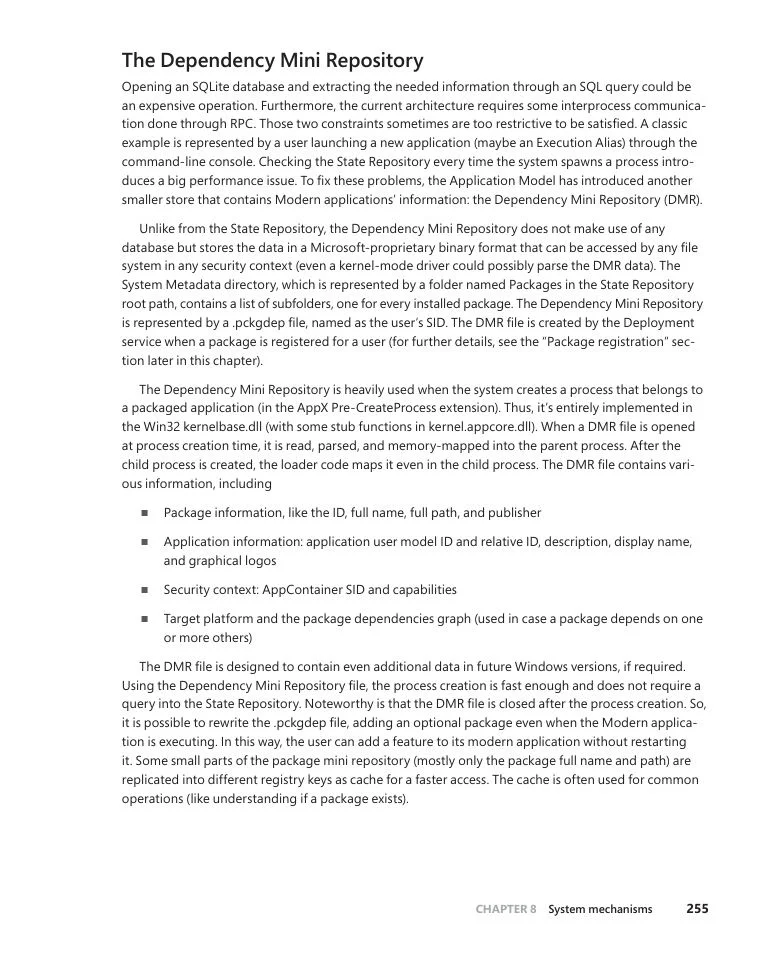 The Dependency Mini Repository
Opening an SQLite database and extracting the needed information through an SQL query could be
an expensive operation. Furthermore, the current architecture requires some interprocess communica-
tion done through RPC. Those two constraints sometimes are too restrictive to be satisfied. A classic
example is represented by a user launching a new application (maybe an Execution Alias) through the
command-line console. Checking the State Repository every time the system spawns a process intro-
duces a big performance issue. To fix these problems, the Application Model has introduced another
smaller store that contains Modern applications’ information: the Dependency Mini Repository (DMR).
Unlike from the State Repository, the Dependency Mini Repository does not make use of any
database but stores the data in a Microsoft-proprietary binary format that can be accessed by any file
system in any security context (even a kernel-mode driver could possibly parse the DMR data). The
System Metadata directory, which is represented by a folder named Packages in the State Repository
root path, contains a list of subfolders, one for every installed package. The Dependency Mini Repository
is represented by a .pckgdep file, named as the user’s SID. The DMR file is created by the Deployment
service when a package is registered for a user (for further details, see the “Package registration” sec-
tion later in this chapter).
The Dependency Mini Repository is heavily used when the system creates a process that belongs to
a packaged application (in the AppX Pre-CreateProcess extension). Thus, it’s entirely implemented in
the Win32 kernelbase.dll (with some stub functions in kernel.appcore.dll). When a DMR file is opened
at process creation time, it is read, parsed, and memory-mapped into the parent process. After the
child process is created, the loader code maps it even in the child process. The DMR file contains vari-
ous information, including
■ Package information, like the ID, full name, full path, and publisher
■ Application information: application user model ID and relative ID, description, display name,
and graphical logos
■ Security context: AppContainer SID and capabilities
■ Target platform and the package dependencies graph (used in case a package depends on one
or more others)
The DMR file is designed to contain even additional data in future Windows versions, if required.
Using the Dependency Mini Repository file, the process creation is fast enough and does not require a
query into the State Repository. Noteworthy is that the DMR file is closed after the process creation. So,
it is possible to rewrite the .pckgdep file, adding an optional package even when the Modern applica-
tion is executing. In this way, the user can add a feature to its modern application without restarting
it. Some small parts of the package mini repository (mostly only the package full name and path) are
replicated into different registry keys as cache for a faster access. The cache is often used for common
operations (like understanding if a package exists).
CHAPTER 8 System mechanisms 255